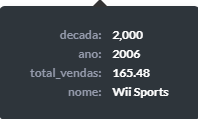 decada: 2,000
ano: 2006
total_vendas: 165.48
nome: Wii Sports